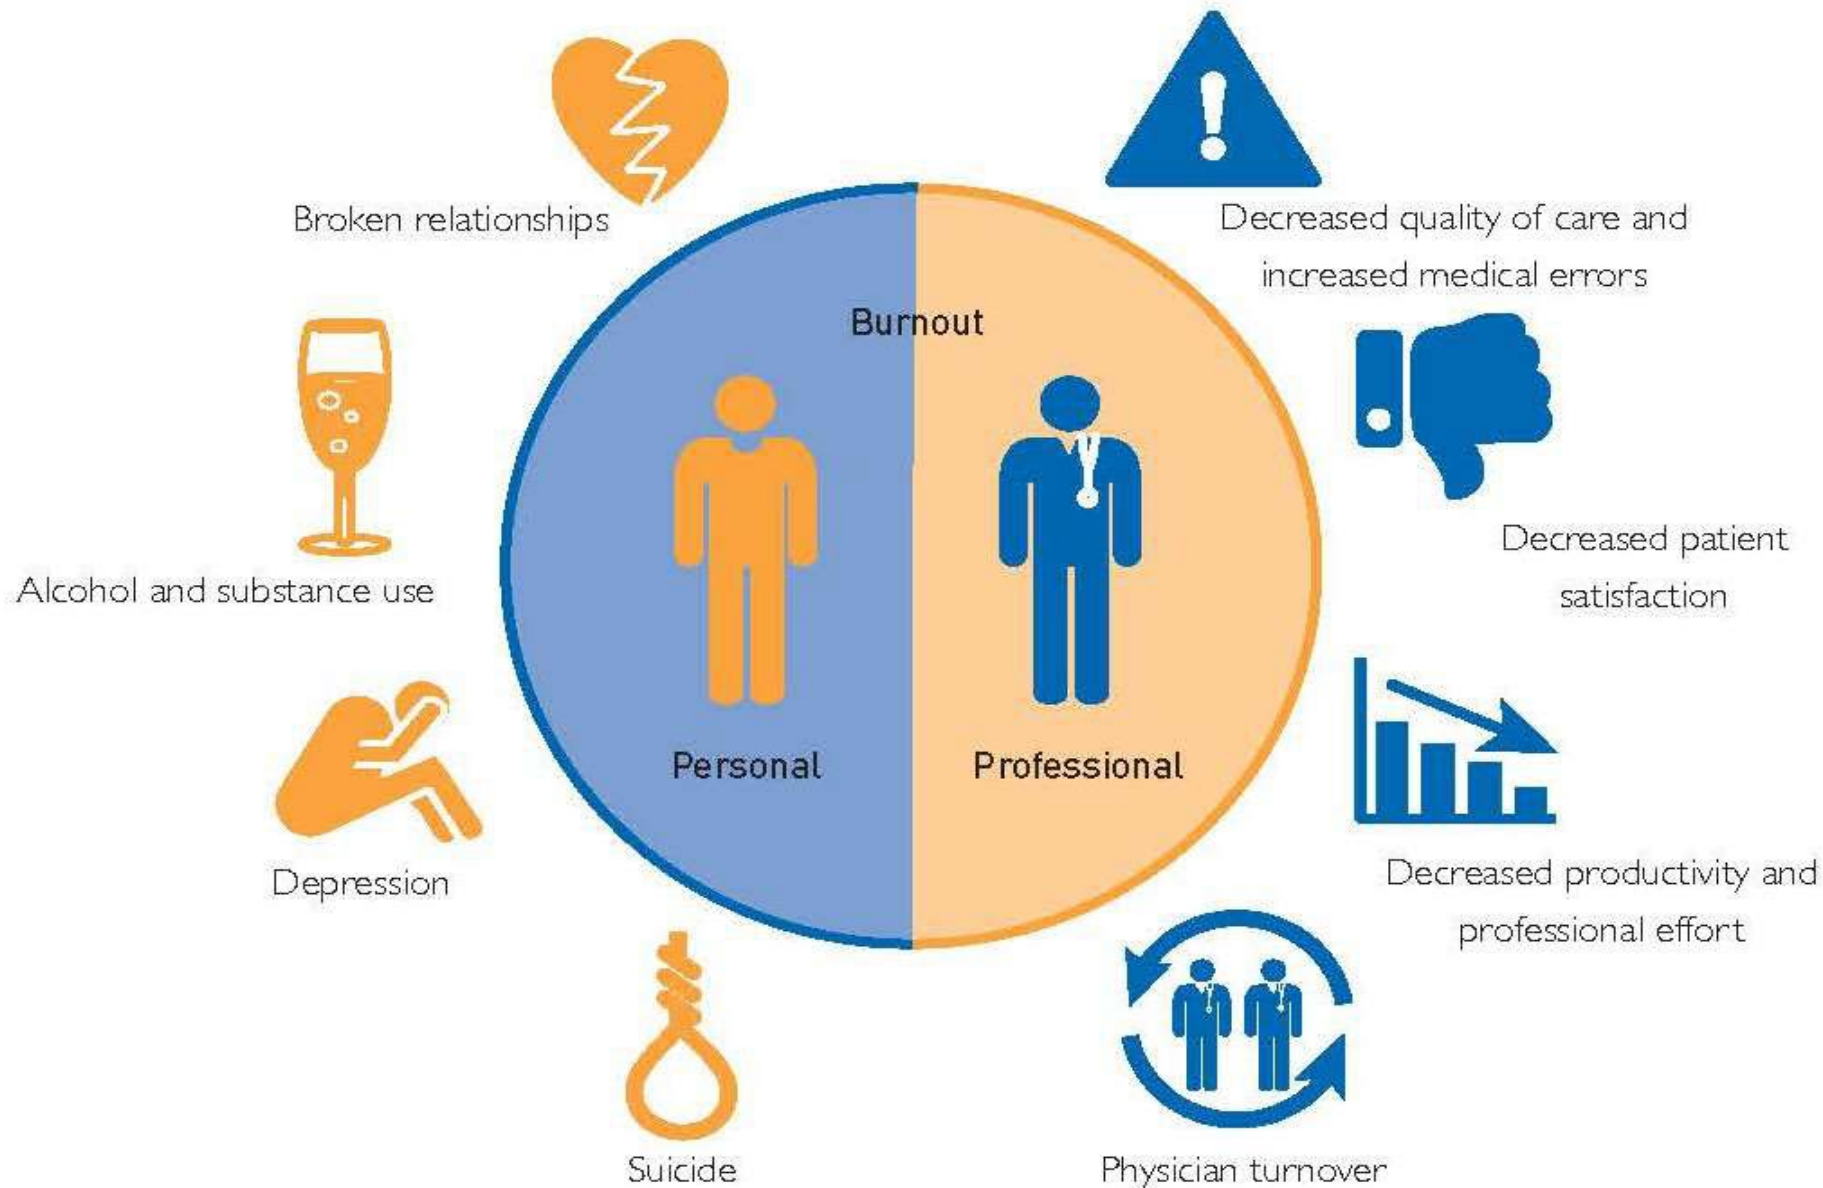 Broken relationships
Decreased quality of care and
increased medical errors
Burnout
Alcohol and substance use
Decreased patient
satisfaction
Personal
Professional
Depression
Decreased productivity and
professional effort
Suicide
Physician turnover